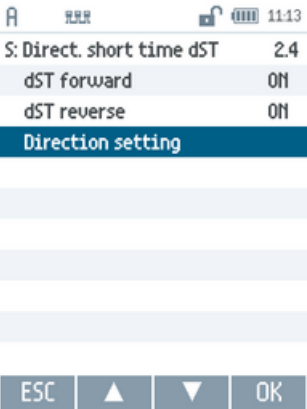 A 11:13
S: Direct. short time dST 2.4
dST forward ON
dST reverse ON
Direction setting
ESC OK